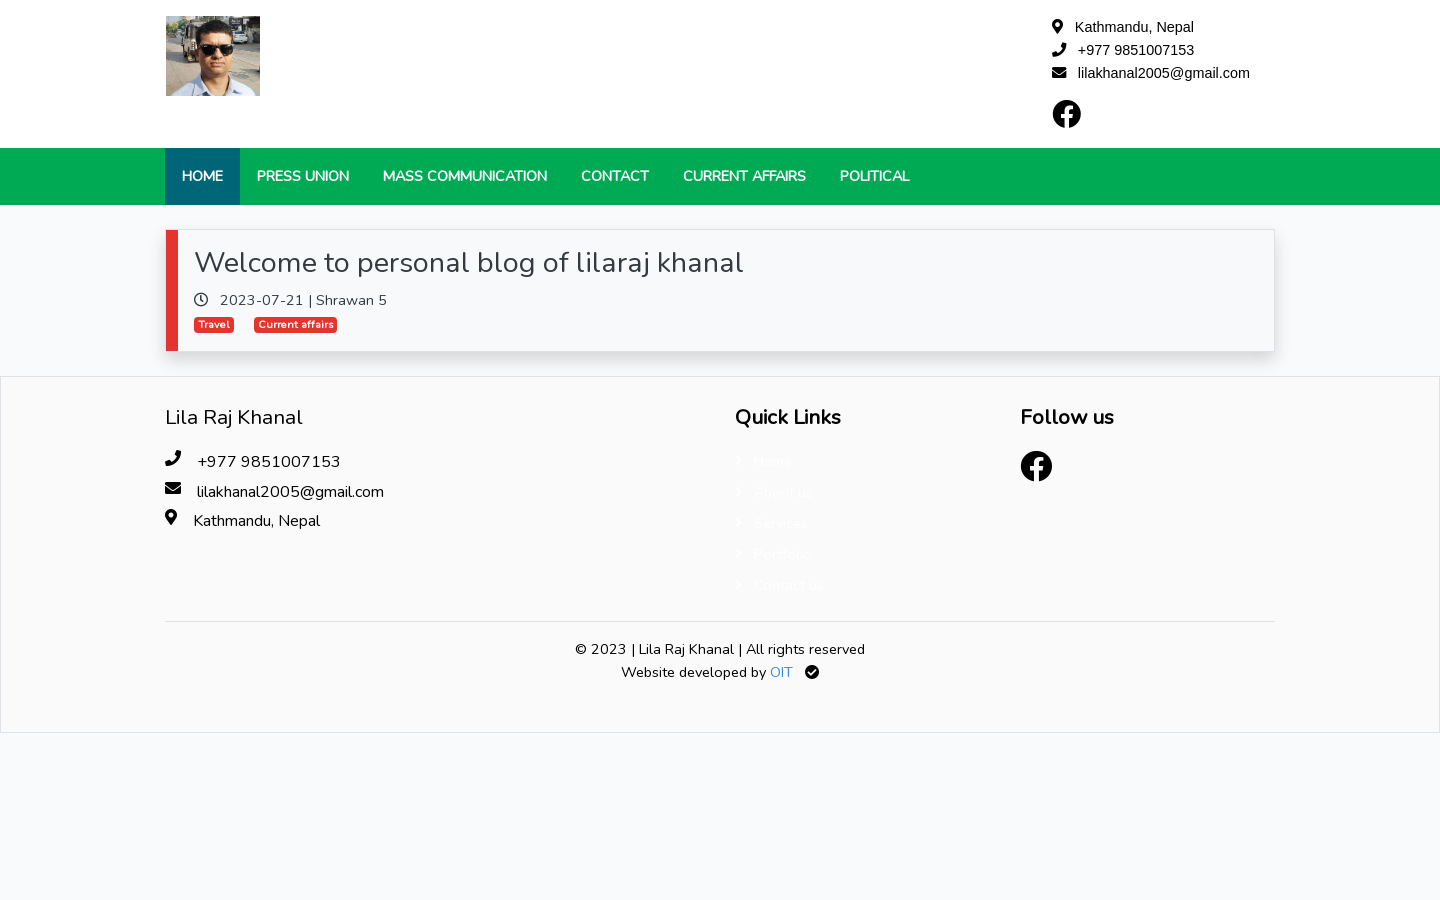 Kathmandu, Nepal
+977 9851007153
lilakhanal2005@gmail.com
HOME PRESS UNION MASS COMMUNICATION CONTACT CURRENT AFFAIRS POLITICAL
Welcome to personal blog of lilaraj khanal
2023-07-21 | Shrawan 5
Travel Current affairs
Lila Raj Khanal
+977 9851007153
lilakhanal2005@gmail.com
Kathmandu, Nepal
Quick Links
Home
About us
Services
Portfolio
Contact us
Follow us
© 2023 | Lila Raj Khanal | All rights reserved
Website developed by OIT